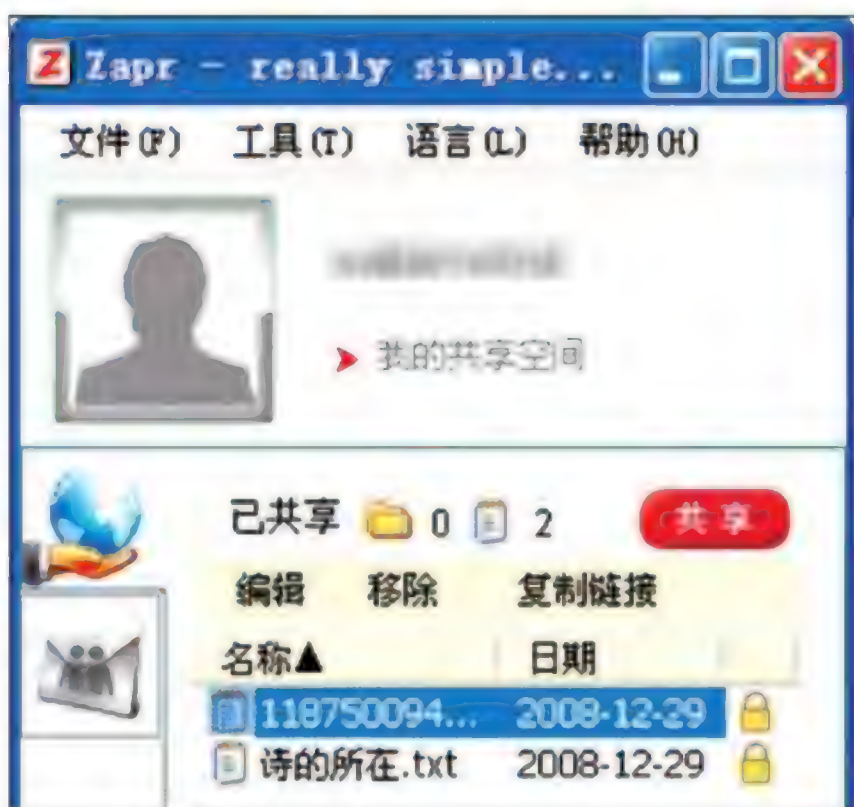 Zapr - really simple...
文件(F) 工具(T) 语言(L) 帮助(H)
我的共享空间
已共享 0 2 共享
编辑 移除 复制链接
名称▲ 日期
118750094... 2008-12-29
诗的所在.txt 2008-12-29